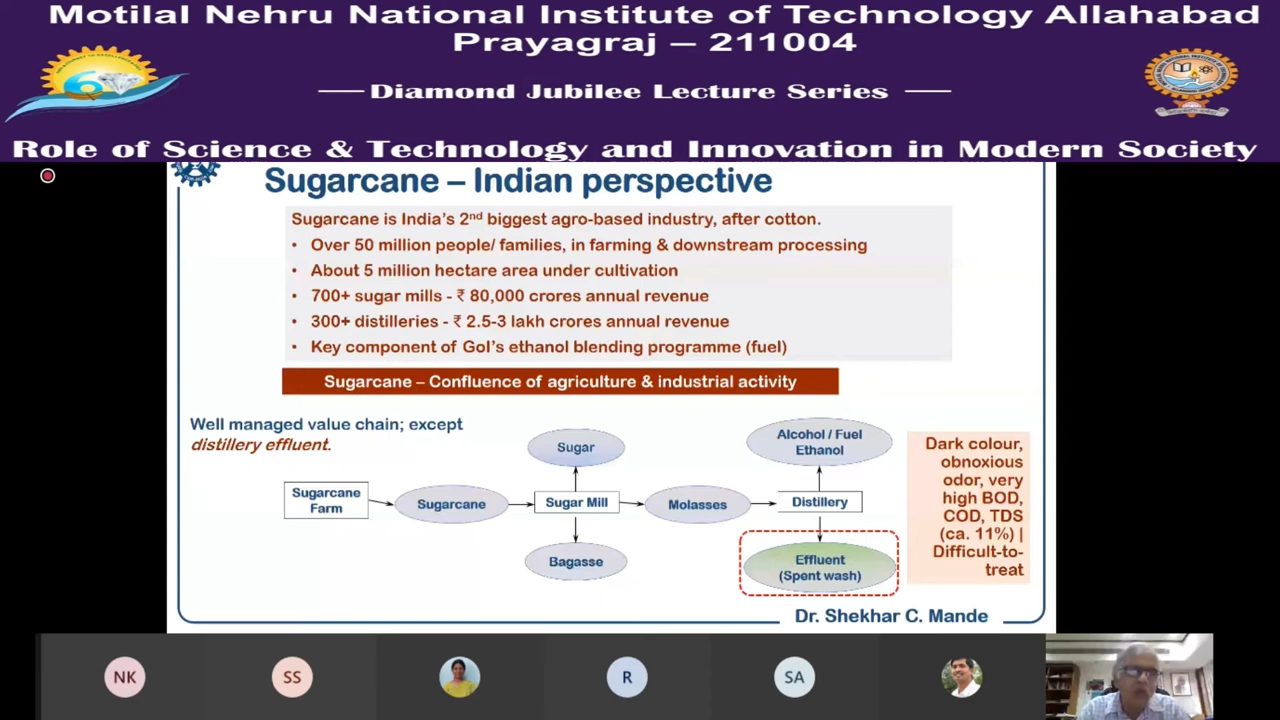 Motilal Nehru National Institute of Technology Allahabad
Prayagraj – 211004
Diamond Jubilee Lecture Series
Role of Science & Technology and Innovation in Modern Society
Sugarcane – Indian perspective
Sugarcane is India's 2nd biggest agro-based industry, after cotton.
• Over 50 million people/ families, in farming & downstream processing
• About 5 million hectare area under cultivation
• 700+ sugar mills - ₹ 80,000 crores annual revenue
• 300+ distilleries - ₹ 2.5-3 lakh crores annual revenue
• Key component of GoI's ethanol blending programme (fuel)
Sugarcane – Confluence of agriculture & industrial activity
Well managed value chain; except
distillery effluent.
Sugarcane
Farm
Sugarcane
Sugar
Sugar Mill
Bagasse
Molasses
Alcohol / Fuel
Ethanol
Distillery
Effluent
(Spent wash)
Dark colour,
obnoxious
odor, very
high BOD,
COD, TDS
(ca. 11%) |
Difficult-to-
treat
Dr. Shekhar C. Mande
NK
SS
R
SA